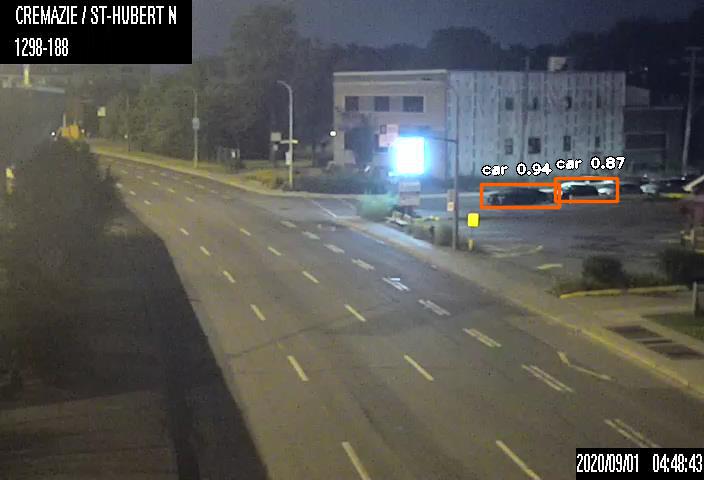 CREMAZIE / ST-HUBERT N
1298-188
car 0.94
car 0.87
2020/09/01 04:48:43